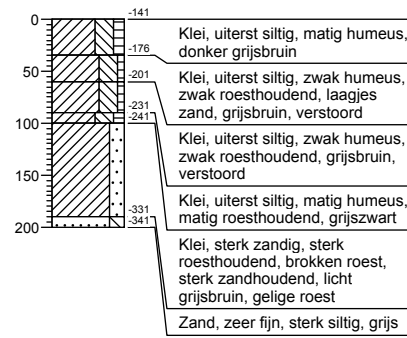 0
50
100
150
200
-141
-176
-201
-231
-241
-331
-341
Klei, uiterst siltig, matig humeus,
donker grijsbruin
Klei, uiterst siltig, zwak humeus,
zwak roesthoudend, laagjes
zand, grijsbruin, verstoord
Klei, uiterst siltig, zwak humeus,
zwak roesthoudend, grijsbruin,
verstoord
Klei, uiterst siltig, matig humeus,
matig roesthoudend, grijszwart
Klei, sterk zandig, sterk
roesthoudend, brokken roest,
sterk zandhoudend, licht
grijsbruin, gelige roest
Zand, zeer fijn, sterk siltig, grijs